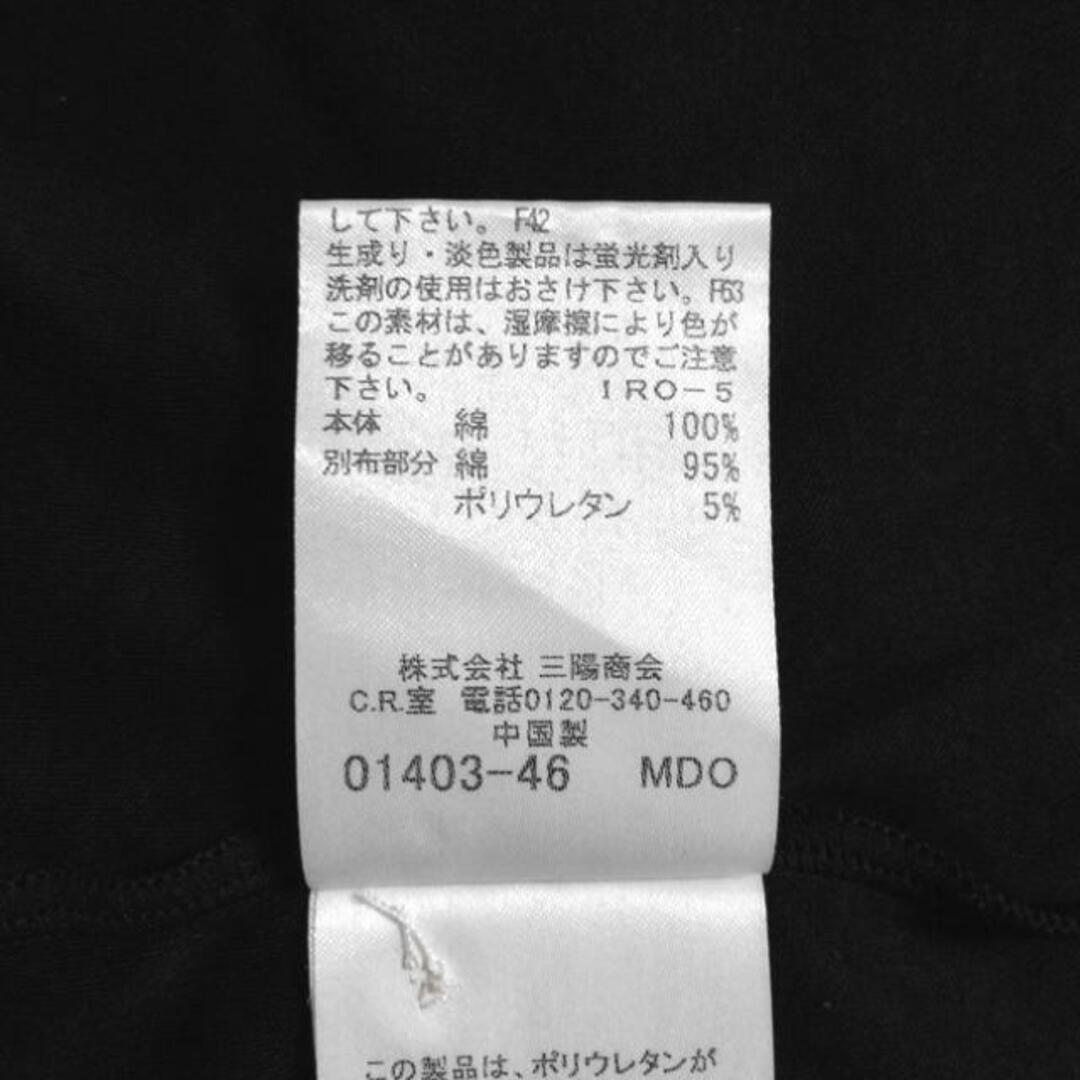 して下さい。 F42
生成り・淡色製品は蛍光剤入り
洗剤の使用はおさけ下さい。F63
この素材は、湿摩擦により色が
移ることがありますのでご注意
下さい。 IRO-5
本体 綿 100%
別布部分 綿 95%
ポリウレタン 5%
株式会社 三陽商会
C.R.室 電話0120-340-460
中国製
01403-46 MDO
この製品は、ポリウレタンが